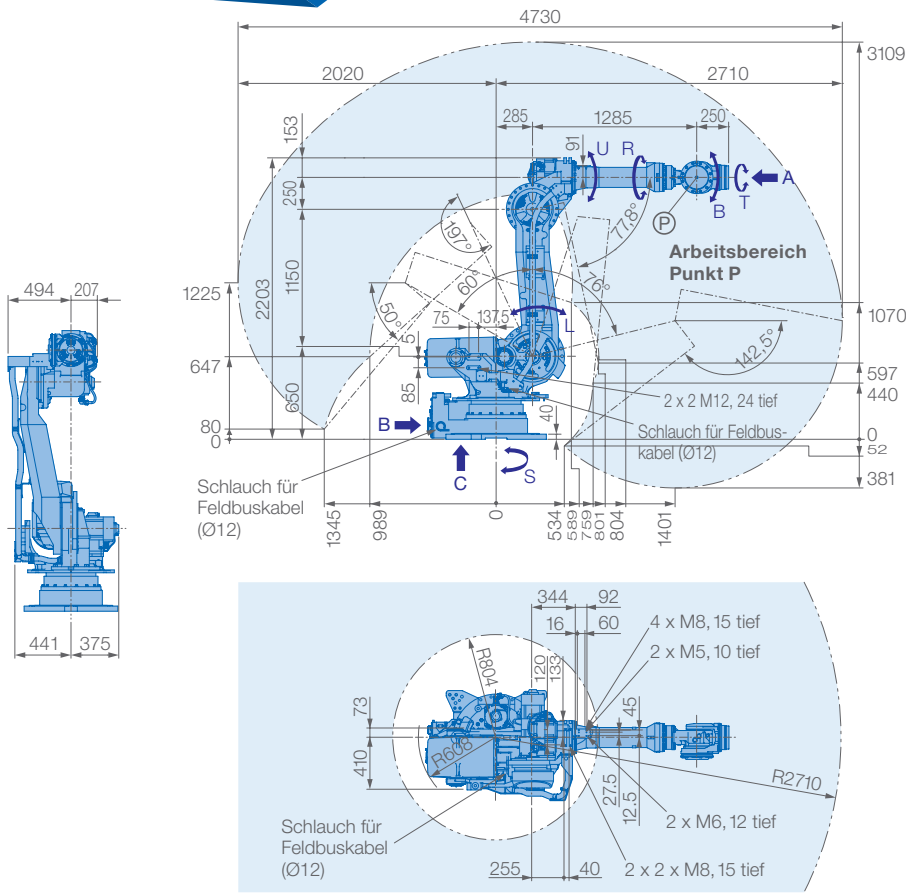 4730
3109
2020
2710
285
1285
250
153
91
U
R
A
250
B
T
P
77,8°
197°
Arbeitsbereich
Punkt P
60°
76°
494
207
1225
2203
1150
1070
50°
75
137,5
L
142,5°
5
647
597
85
650
2 x 2 M12, 24 tief
440
40
80
B
Schlauch für Feldbus-
kabel (Ø12)
0
0
52
C
S
381
Schlauch für
Feldbuskabel
(Ø12)
1345
989
0
534
589
759
801
804
1401
441
375
344
92
16
60
4 x M8, 15 tief
2 x M5, 10 tief
R804
120
133
73
45
R608
410
R2710
27.5
12.5
2 x M6, 12 tief
Schlauch für
Feldbuskabel
(Ø12)
255
40
2 x 2 x M8, 15 tief